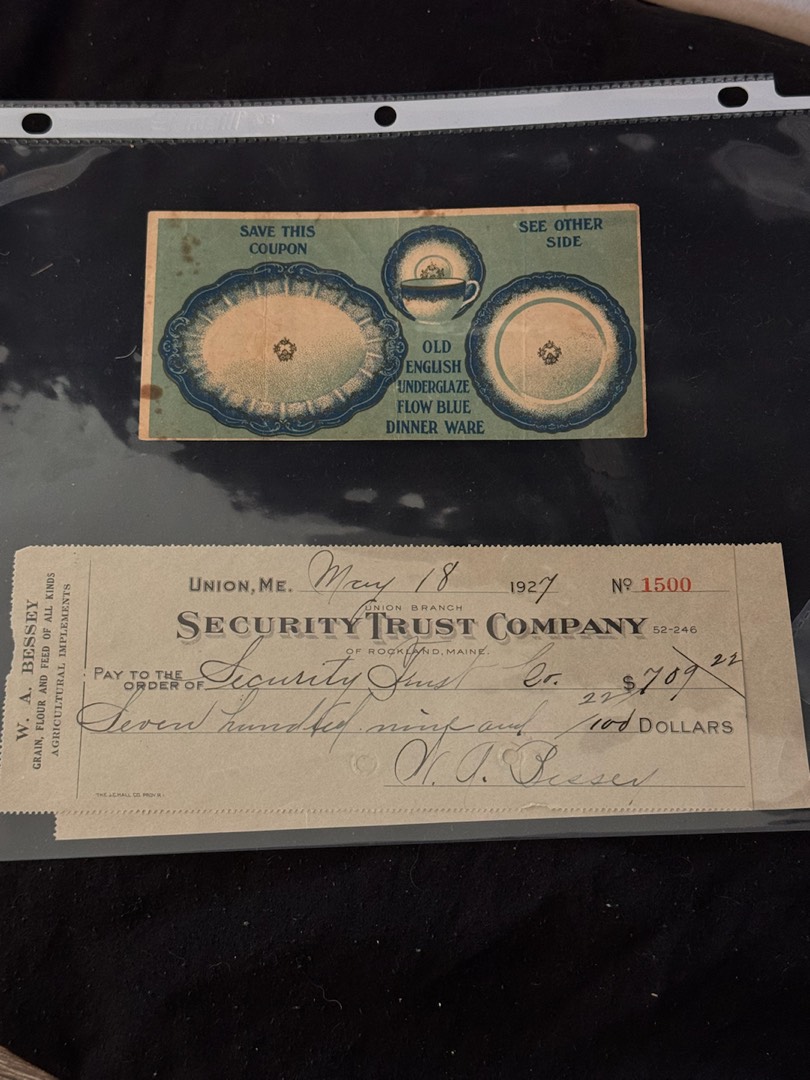 SAVE THIS
COUPON
SEE OTHER
SIDE
OLD
ENGLISH
UNDERGLAZE
FLOW BLUE
DINNER WARE
W. A. BESSEY
GRAIN, FLOUR AND FEED OF ALL KINDS
AGRICULTURAL IMPLEMENTS
UNION, ME. May 18 1927 No 1500
UNION BRANCH
SECURITY TRUST COMPANY 52-246
OF ROCKLAND, MAINE.
PAY TO THE
ORDER OF Security Trust Co. $709 22
Seven hundred nine and 22/100 DOLLARS
W. A. Bessey